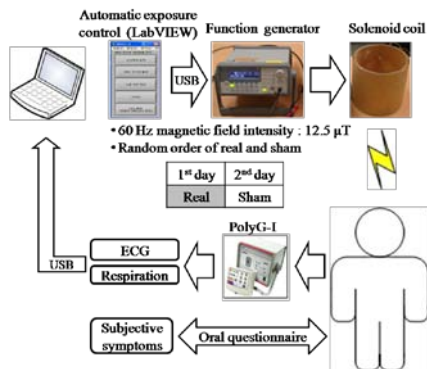 Automatic exposure
control (LabVIEW)
Function generator
Solenoid coil
USB
• 60 Hz magnetic field intensity : 12.5 μT
• Random order of real and sham
1st day 2nd day
Real Sham
PolyG-I
ECG
Respiration
USB
Subjective
symptoms
Oral questionnaire